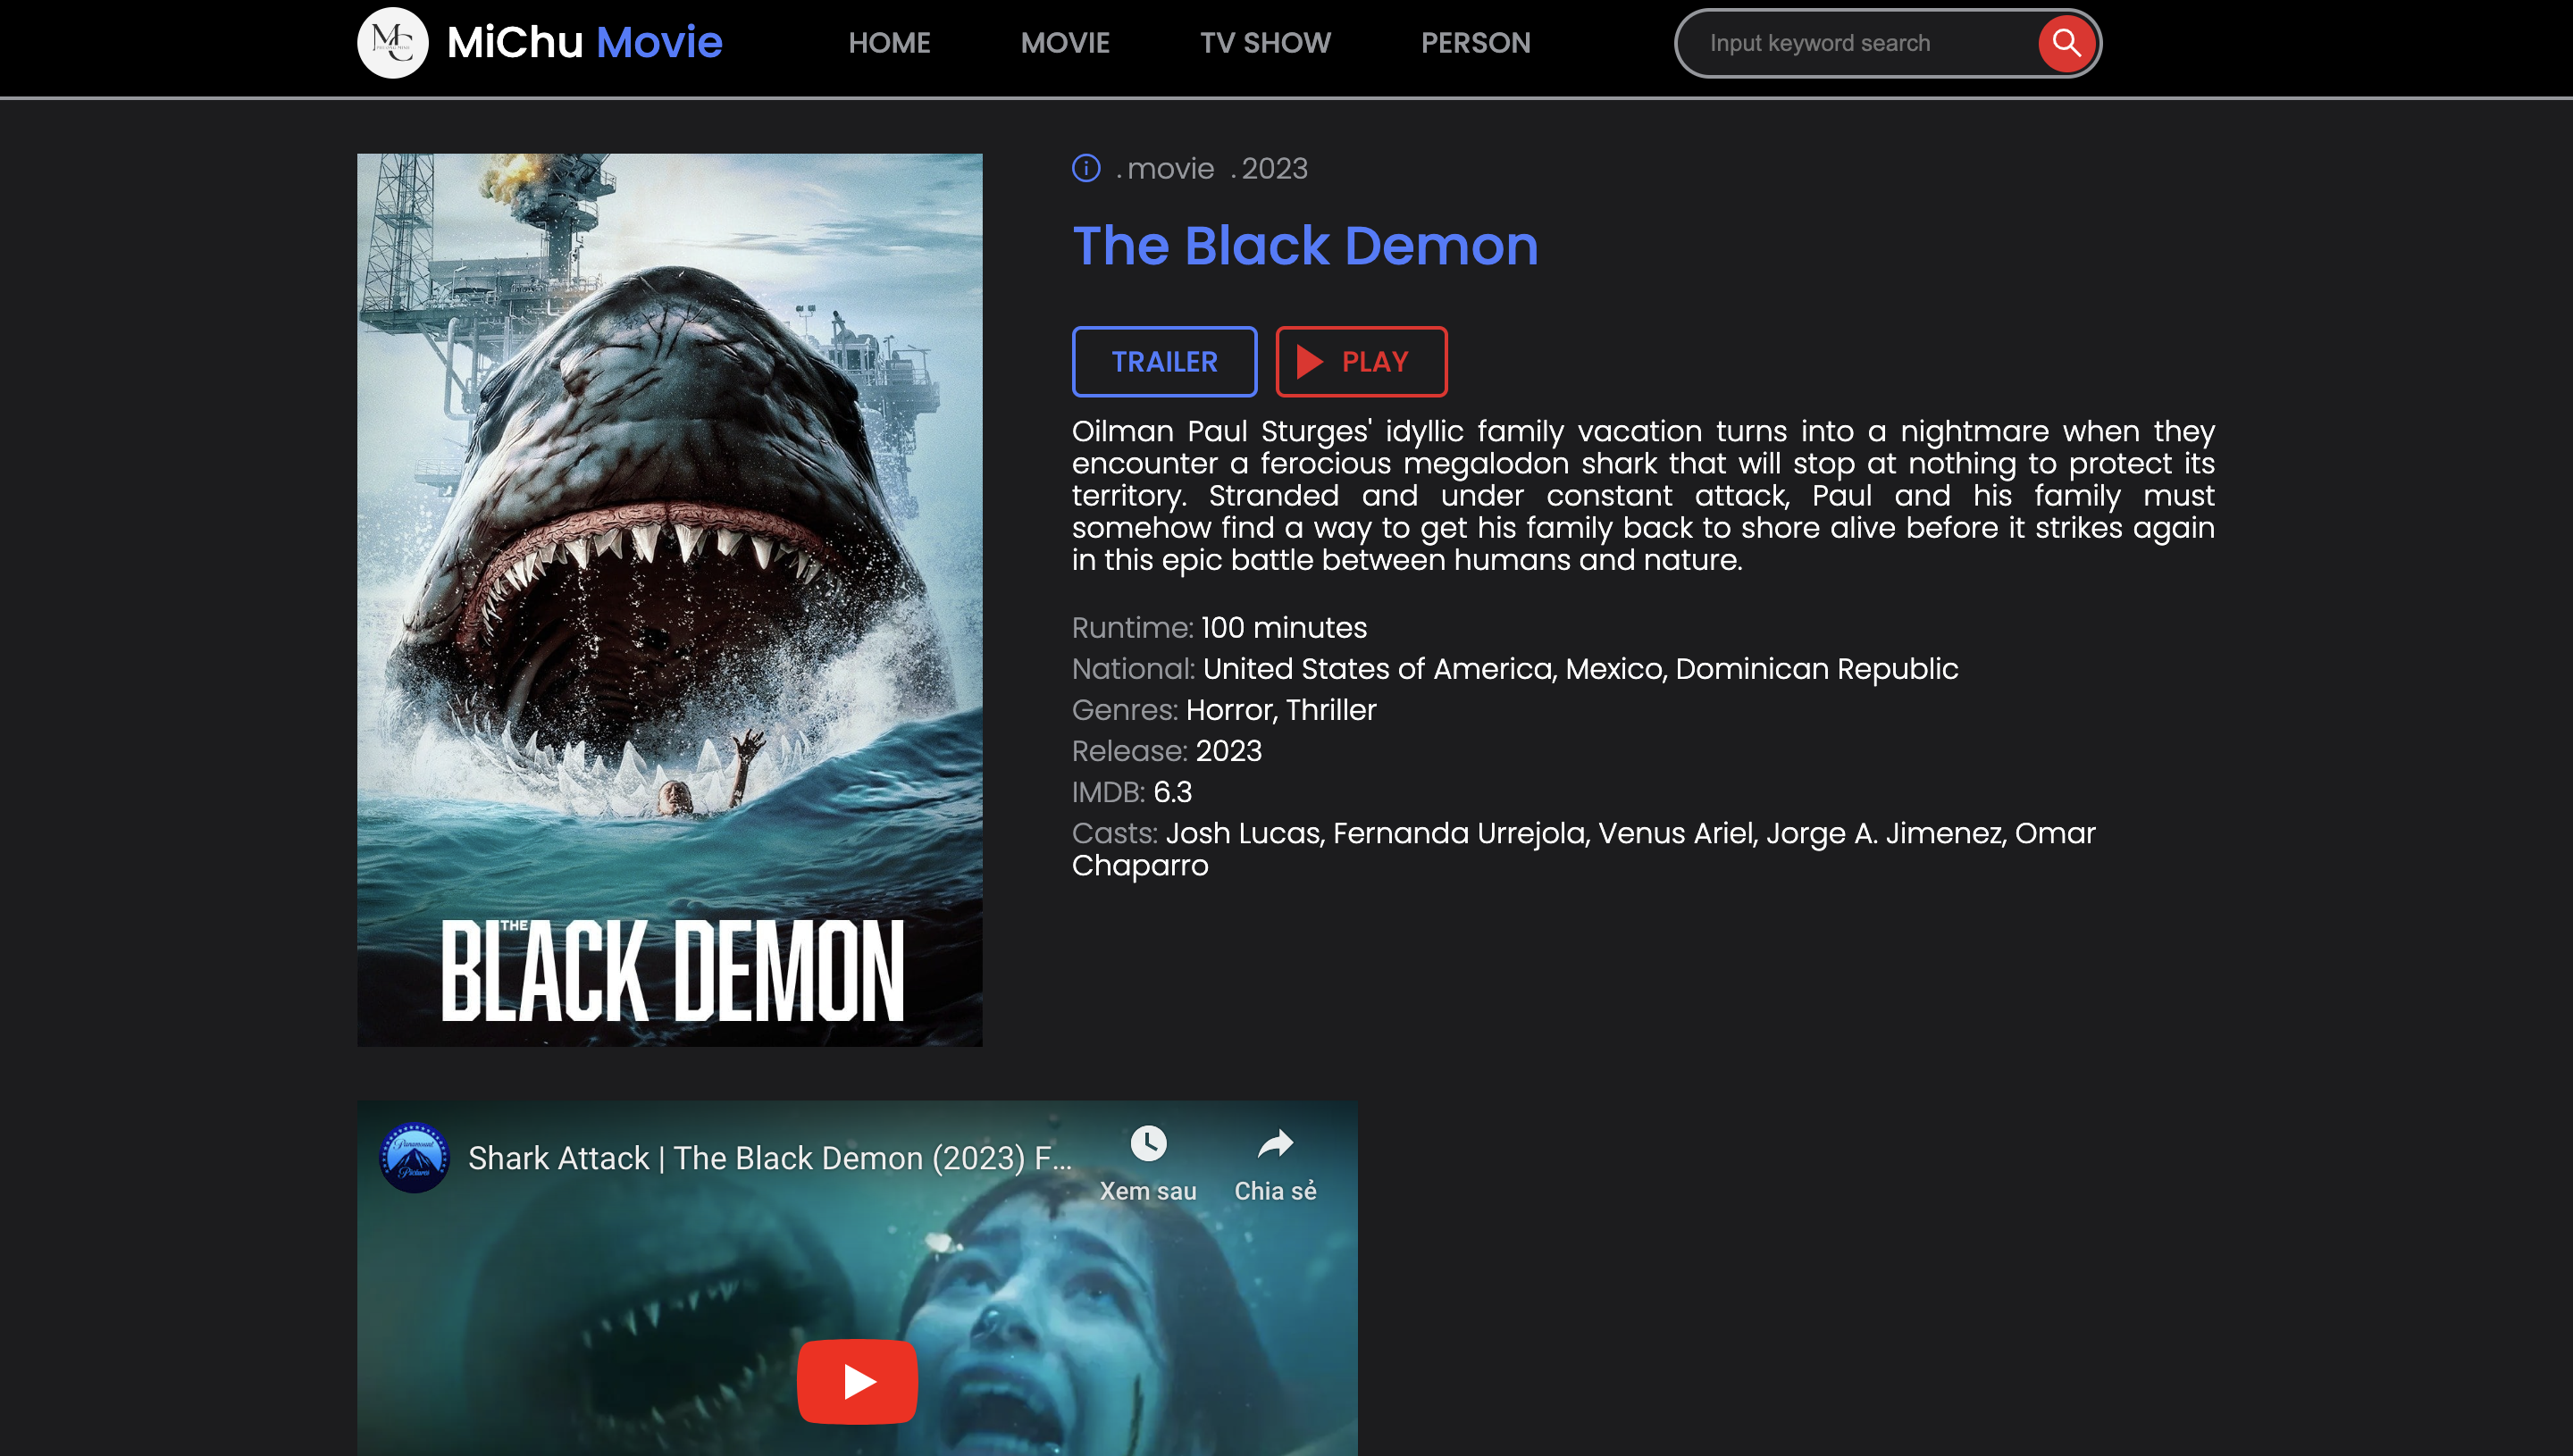 MC
MiChu Movie
HOME
MOVIE
TV SHOW
PERSON
Input keyword search
. movie . 2023
The Black Demon
TRAILER
PLAY
Oilman Paul Sturges' idyllic family vacation turns into a nightmare when they
encounter a ferocious megalodon shark that will stop at nothing to protect its
territory. Stranded and under constant attack, Paul and his family must
somehow find a way to get his family back to shore alive before it strikes again
in this epic battle between humans and nature.
Runtime: 100 minutes
National: United States of America, Mexico, Dominican Republic
Genres: Horror, Thriller
Release: 2023
IMDB: 6.3
Casts: Josh Lucas, Fernanda Urrejola, Venus Ariel, Jorge A. Jimenez, Omar
Chaparro
THE
BLACK DEMON
Paramount
Pictures
Shark Attack | The Black Demon (2023) F...
Xem sau
Chia sẻ